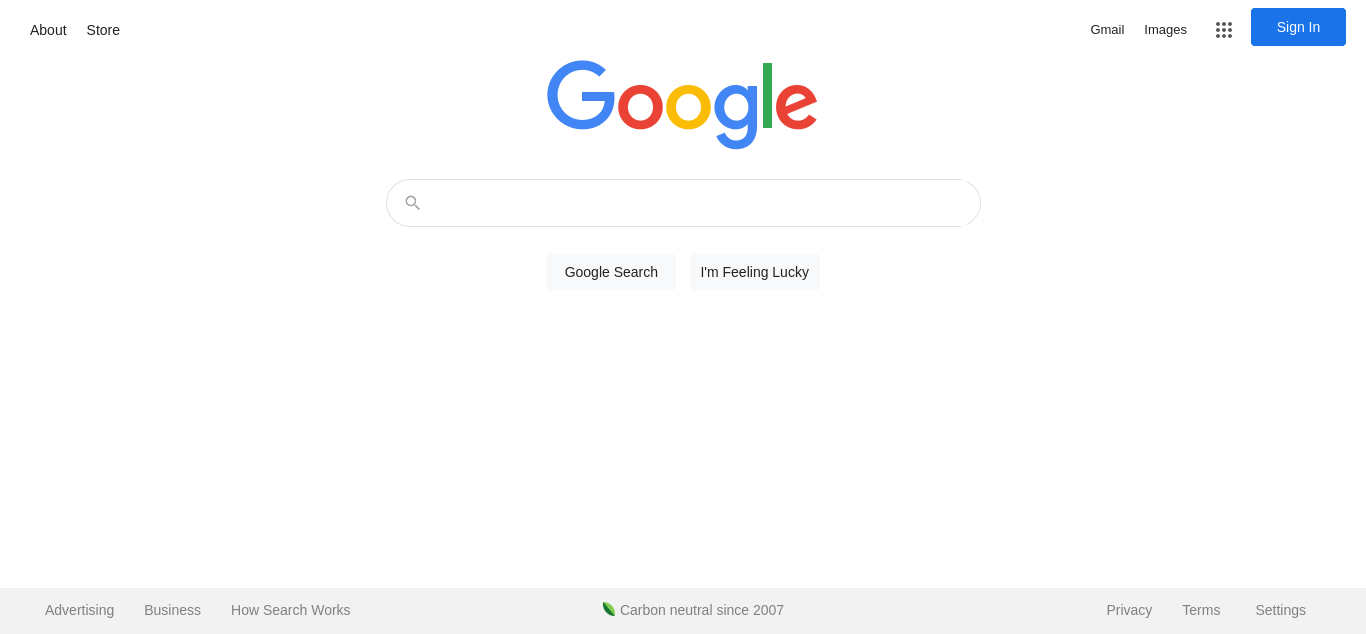 About Store Gmail Images Sign In
Google
Google Search I'm Feeling Lucky
Advertising Business How Search Works Carbon neutral since 2007 Privacy Terms Settings